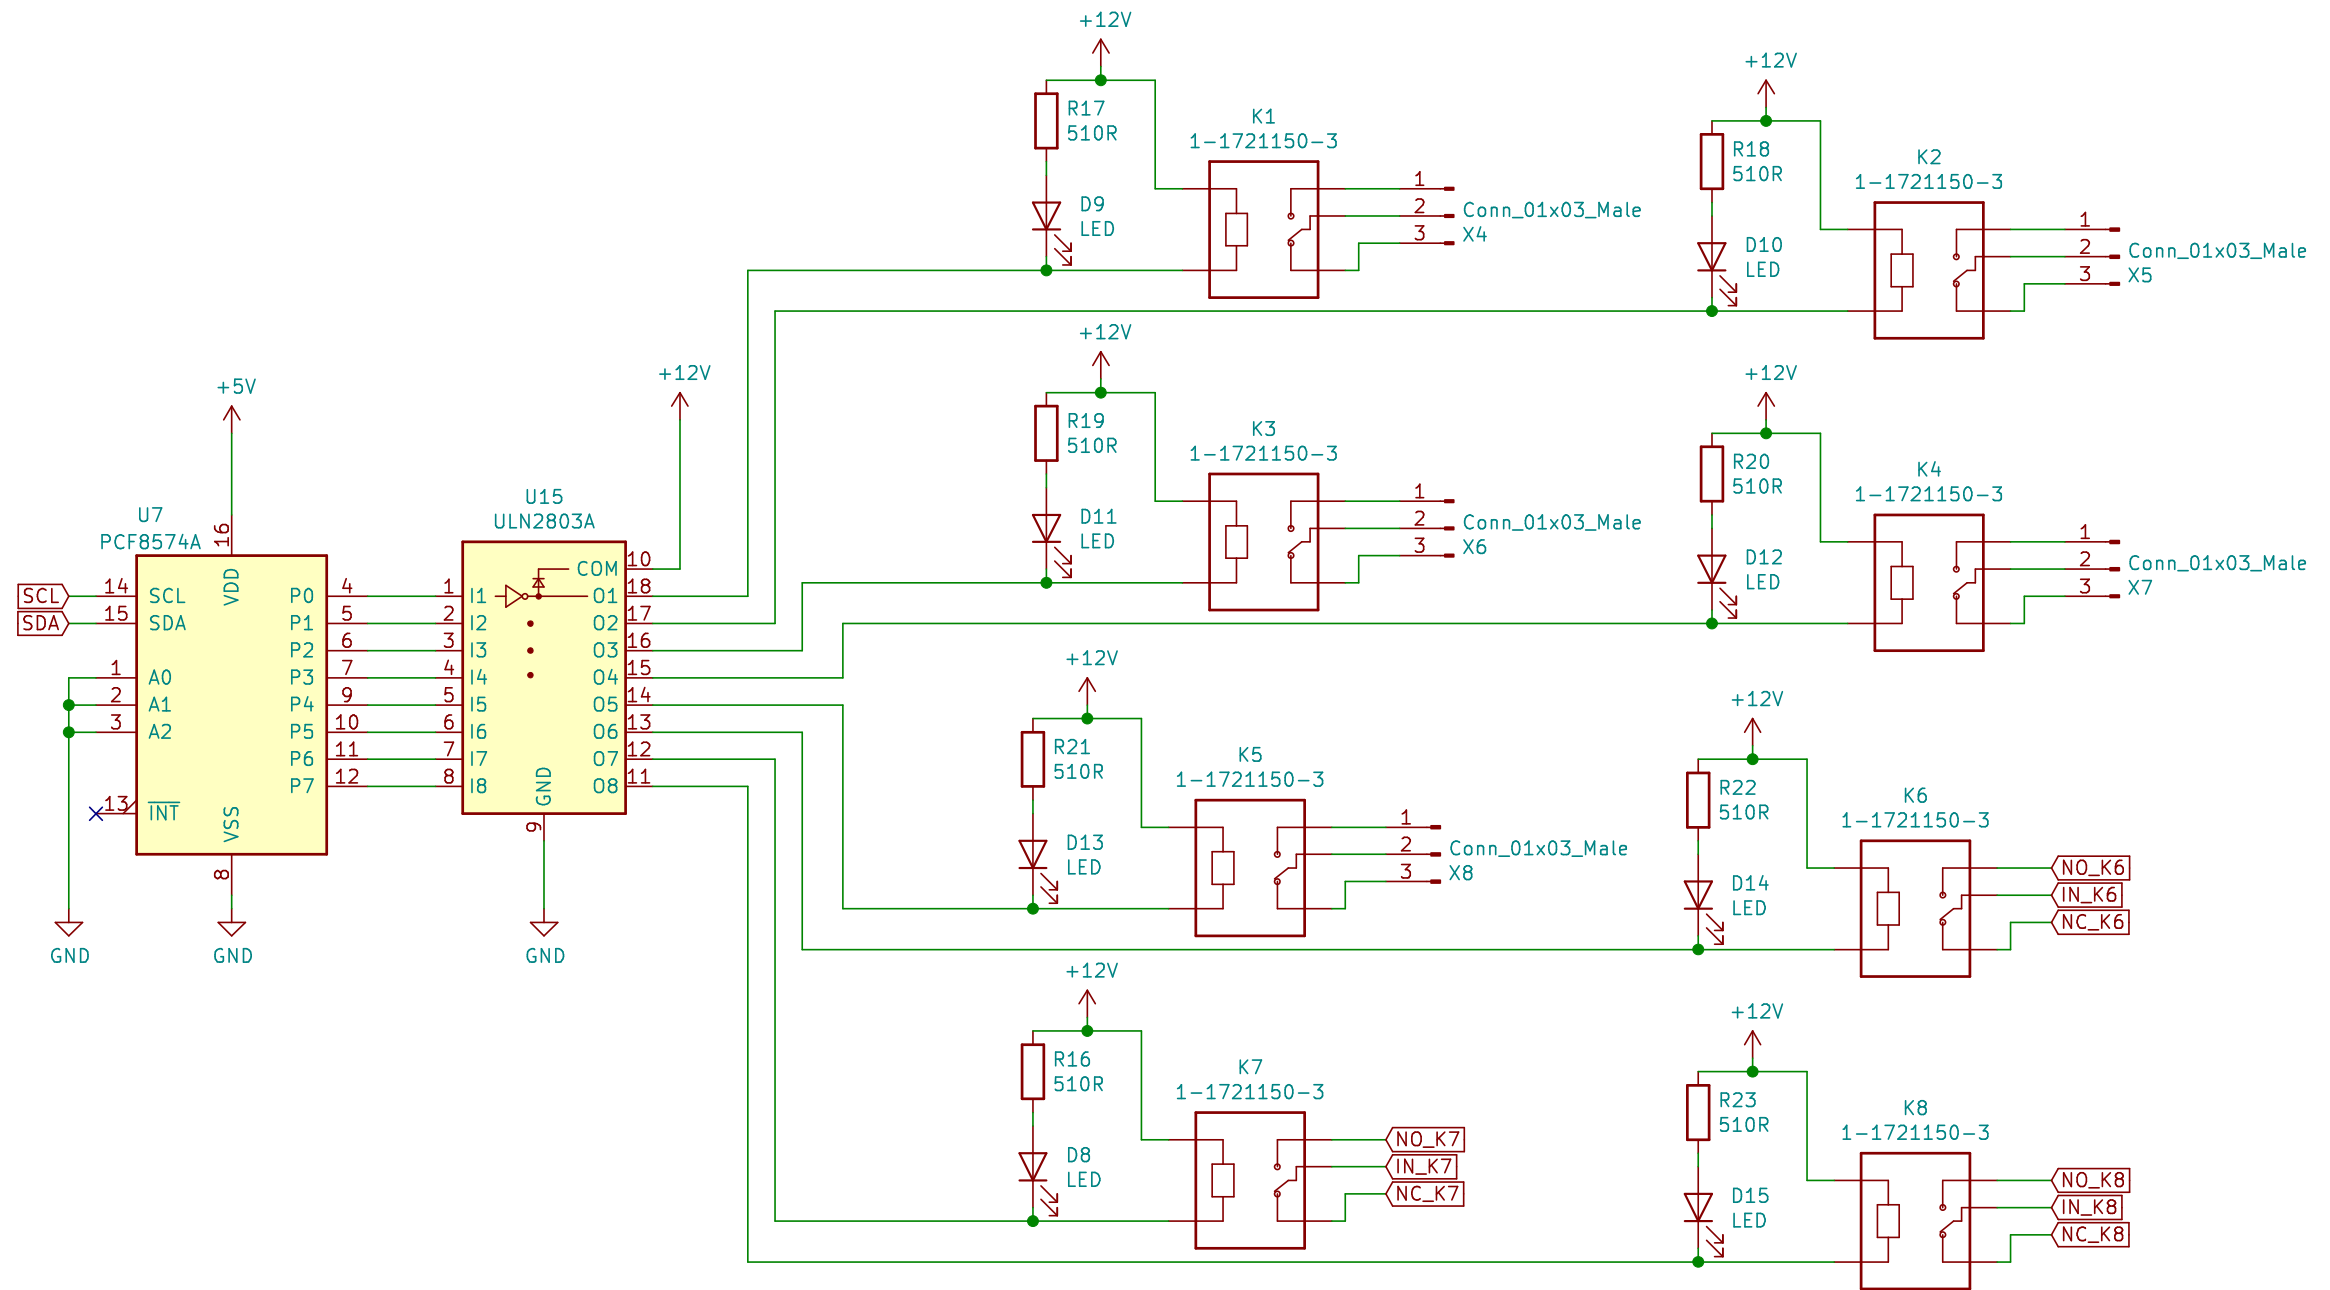 +12V
R17
510R
D9
LED
K1
1-1721150-3
1
2
3
Conn_01x03_Male
X4
+12V
R18
510R
D10
LED
K2
1-1721150-3
1
2
3
Conn_01x03_Male
X5
+12V
R19
510R
D11
LED
K3
1-1721150-3
1
2
3
Conn_01x03_Male
X6
+12V
R20
510R
D12
LED
K4
1-1721150-3
1
2
3
Conn_01x03_Male
X7
+5V
U7
PCF8574A
16
VDD
SCL 14 SCL
SDA 15 SDA
1 A0
2 A1
3 A2
13 INT
VSS
8
P0 4
P1 5
P2 6
P3 7
P4 9
P5 10
P6 11
P7 12
GND
GND
+12V
U15
ULN2803A
COM 10
1 I1
2 I2
3 I3
4 I4
5 I5
6 I6
7 I7
8 I8
O1 18
O2 17
O3 16
O4 15
O5 14
O6 13
O7 12
O8 11
GND
9
GND
+12V
R21
510R
D13
LED
K5
1-1721150-3
1
2
3
Conn_01x03_Male
X8
+12V
R22
510R
D14
LED
K6
1-1721150-3
NO_K6
IN_K6
NC_K6
+12V
R16
510R
D8
LED
K7
1-1721150-3
NO_K7
IN_K7
NC_K7
+12V
R23
510R
D15
LED
K8
1-1721150-3
NO_K8
IN_K8
NC_K8